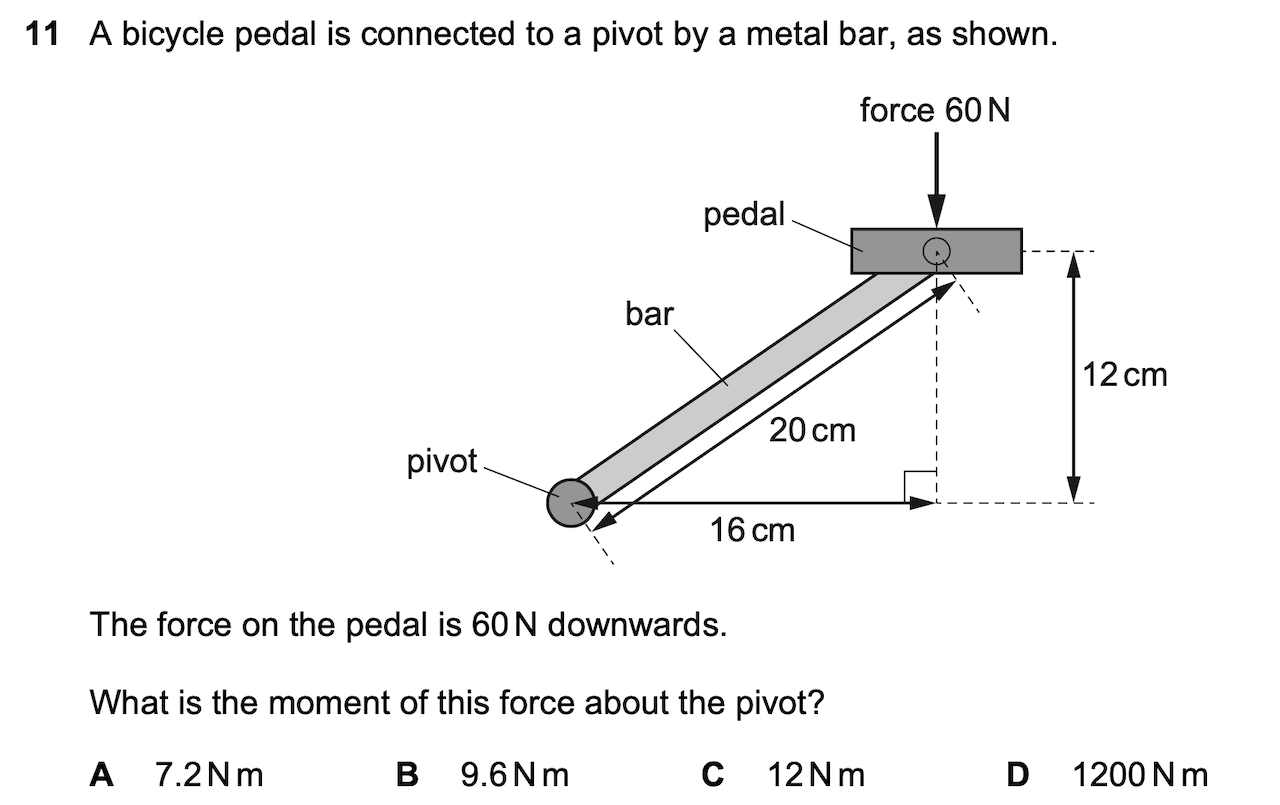 11 A bicycle pedal is connected to a pivot by a metal bar, as shown.
force 60 N
pedal
bar
12 cm
20 cm
pivot
16 cm
The force on the pedal is 60 N downwards.
What is the moment of this force about the pivot?
A 7.2 N m B 9.6 N m C 12 N m D 1200 N m